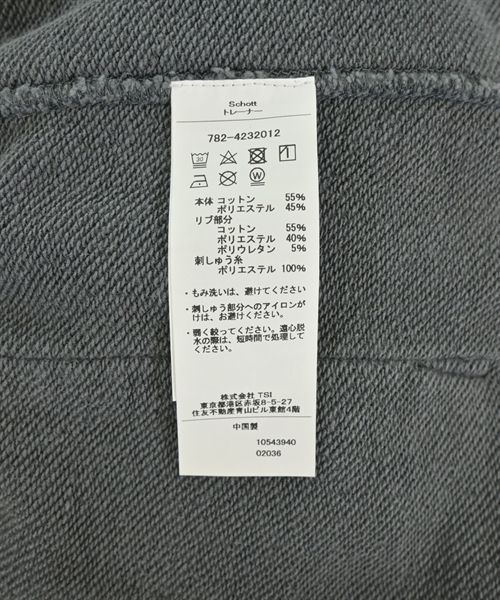 Schott
トレーナー
782-4232012
30
W
本体 コットン 55%
ポリエステル 45%
リブ部分
コットン 55%
ポリエステル 40%
ポリウレタン 5%
刺しゅう糸
ポリエステル 100%
・もみ洗いは、避けてください
・刺しゅう部分へのアイロンが
けは、お避けください。
・弱く絞ってください。遠心脱
水の際は、短時間で処理して
ください。
株式会社 TSI
東京都港区赤坂8-5-27
住友不動産青山ビル東館4階
中国製
10543940
02036